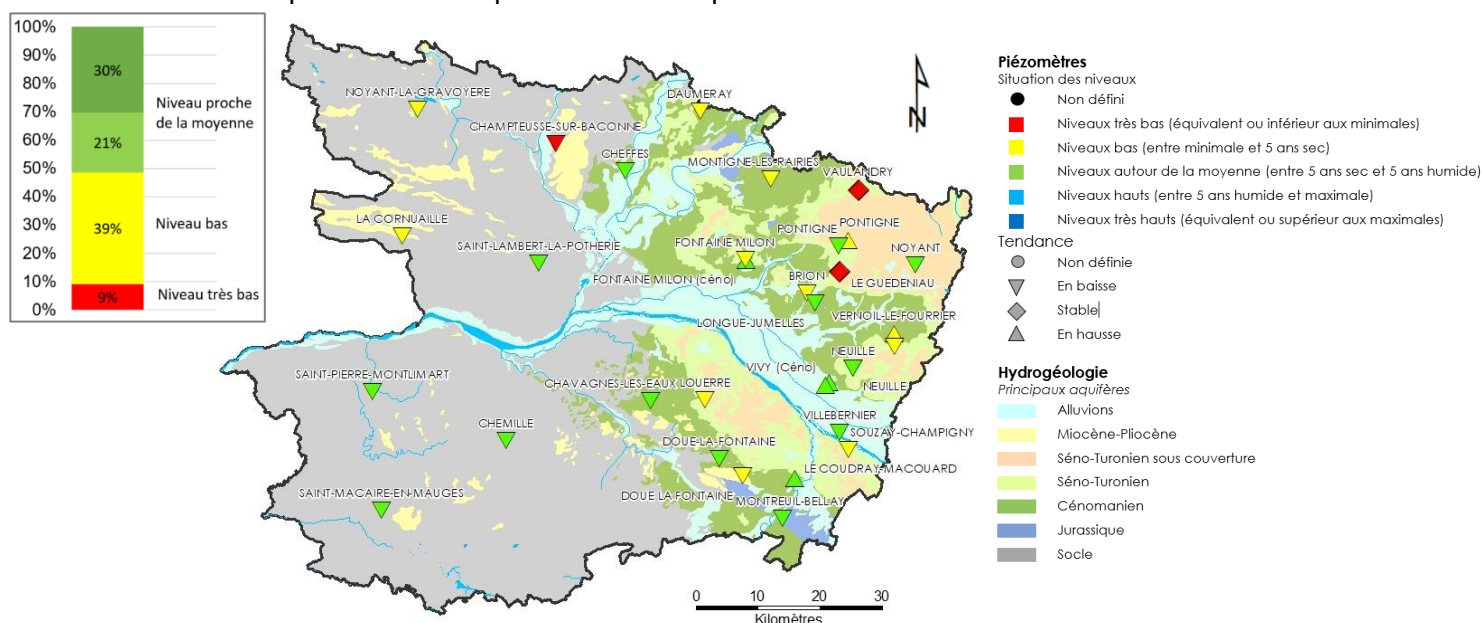 100%
90%
80%
70%
60%
50%
40%
30%
20%
10%
0%
30%
21%
39%
9%
Niveau proche
de la moyenne
Niveau bas
Niveau très bas
NOYANT-LA-GRAVOYERE
DAUMERAY
CHAMPTEUSSE-SUR-BACONNE
CHEFFES
MONTIGNE-LES-RAIRIES
VAULANDRY
LA CORNUAILLE
PONTIGNE
PONTIGNE
SAINT-LAMBERT-LA-POTHERIE
FONTAINE MILON
NOYANT
FONTAINE MILON (céno)
BRION
LE GUEDENIAU
LONGUE-JUMELLES
VERNOIL-LE-FOURRIER
NEUILLE
VIVY (Céno)
NEUILLE
SAINT-PIERRE-MONTLIMART
CHAVAGNES-LES-EAUX
LOUERRE
VILLEBERNIER
CHEMILLE
SOUZAY-CHAMPIGNY
DOUE-LA-FONTAINE
LE COUDRAY-MACOUARD
SAINT-MACAIRE-EN-MAUGES
DOUE LA FONTAINE
MONTREUIL-BELLAY
N
0 10 20 30
Kilomètres
Piézomètres
Situation des niveaux
Non défini
Niveaux très bas (équivalent ou inférieur aux minimales)
Niveaux bas (entre minimale et 5 ans sec)
Niveaux autour de la moyenne (entre 5 ans sec et 5 ans humide)
Niveaux hauts (entre 5 ans humide et maximale)
Niveaux très hauts (équivalent ou supérieur aux maximales)
Tendance
Non définie
En baisse
Stable
En hausse
Hydrogéologie
Principaux aquifères
Alluvions
Miocène-Pliocène
Séno-Turonien sous couverture
Séno-Turonien
Cénomanien
Jurassique
Socle